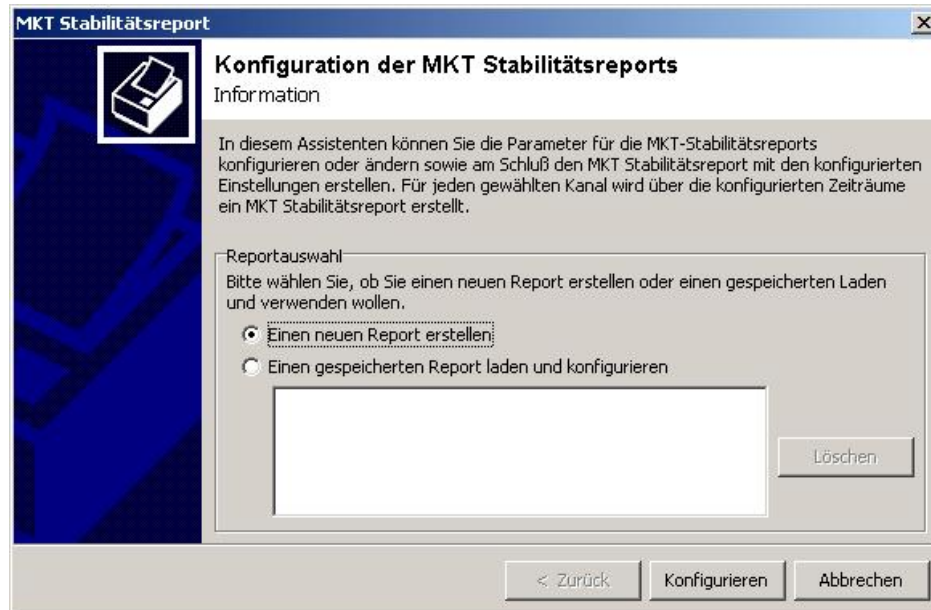 MKT Stabilitätsreport
Konfiguration der MKT Stabilitätsreports
Information
In diesem Assistenten können Sie die Parameter für die MKT-Stabilitätsreports
konfigurieren oder ändern sowie am Schluß den MKT Stabilitätsreport mit den konfigurierten
Einstellungen erstellen. Für jeden gewählten Kanal wird über die konfigurierten Zeiträume
ein MKT Stabilitätsreport erstellt.
Reportauswahl
Bitte wählen Sie, ob Sie einen neuen Report erstellen oder einen gespeicherten Laden
und verwenden wollen.
Einen neuen Report erstellen
Einen gespeicherten Report laden und konfigurieren
Löschen
< Zurück
Konfigurieren
Abbrechen